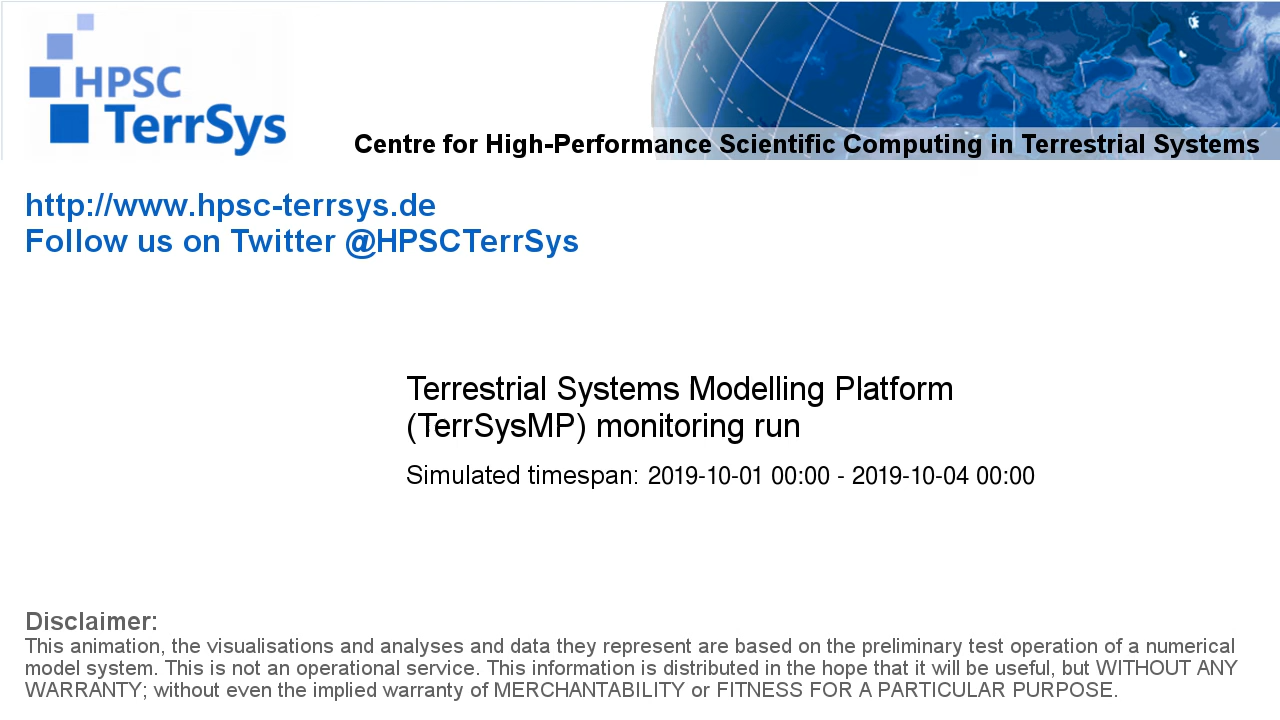 HPSC
TerrSys
Centre for High-Performance Scientific Computing in Terrestrial Systems
http://www.hpsc-terrsys.de
Follow us on Twitter @HPSCTerrSys
Terrestrial Systems Modelling Platform
(TerrSysMP) monitoring run
Simulated timespan: 2019-10-01 00:00 - 2019-10-04 00:00
Disclaimer:
This animation, the visualisations and analyses and data they represent are based on the preliminary test operation of a numerical
model system. This is not an operational service. This information is distributed in the hope that it will be useful, but WITHOUT ANY
WARRANTY; without even the implied warranty of MERCHANTABILITY or FITNESS FOR A PARTICULAR PURPOSE.